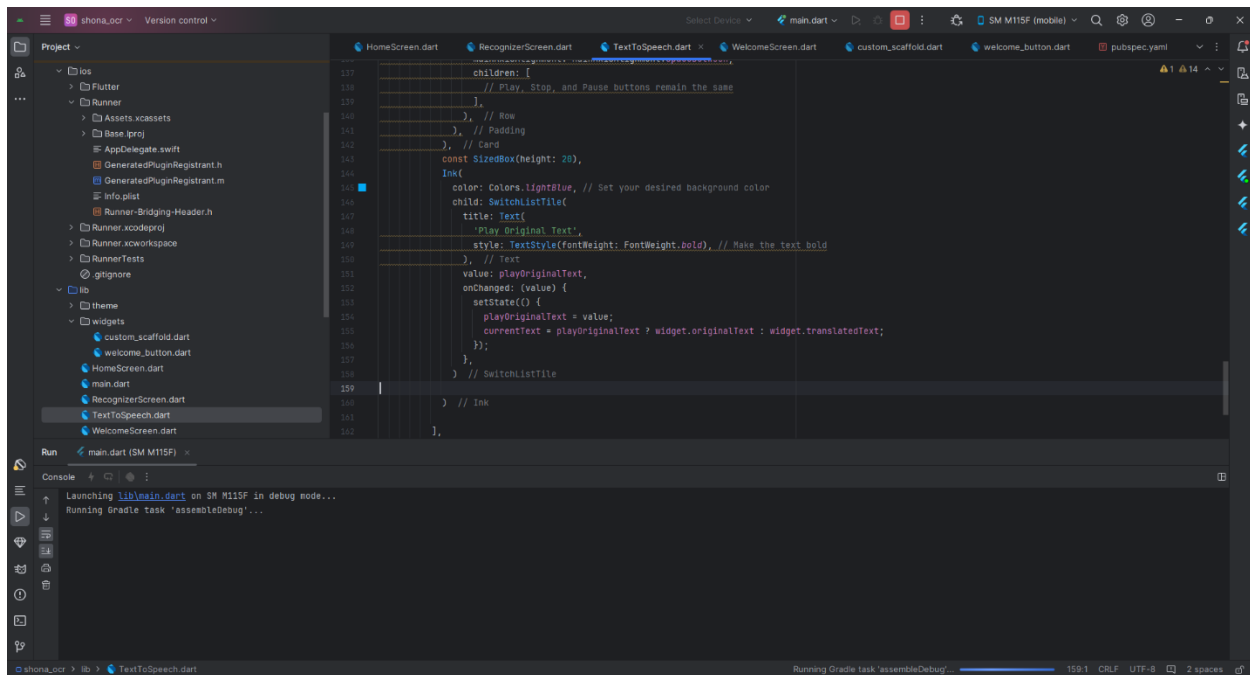 SO shona_ocr Version control Select Device main.dart SM M115F (mobile)
Project
HomeScreen.dart RecognizerScreen.dart TextToSpeech.dart WelcomeScreen.dart custom_scaffold.dart welcome_button.dart pubspec.yaml
1 14
ios
Flutter
Runner
Assets.xcassets
Base.lproj
AppDelegate.swift
GeneratedPluginRegistrant.h
GeneratedPluginRegistrant.m
Info.plist
Runner-Bridging-Header.h
Runner.xcodeproj
Runner.xcworkspace
RunnerTests
.gitignore
lib
theme
widgets
custom_scaffold.dart
welcome_button.dart
HomeScreen.dart
main.dart
RecognizerScreen.dart
TextToSpeech.dart
WelcomeScreen.dart
137 children: [
138 // Play, Stop, and Pause buttons remain the same
139 ],
140 ), // Row
141 ), // Padding
142 ), // Card
143 const SizedBox(height: 20),
144 Ink(
145 color: Colors.lightBlue, // Set your desired background color
146 child: SwitchListTile(
147 title: Text(
148 'Play Original Text',
149 style: TextStyle(fontWeight: FontWeight.bold), // Make the text bold
150 ), // Text
151 value: playOriginalText,
152 onChanged: (value) {
153 setState(() {
154 playOriginalText = value;
155 currentText = playOriginalText ? widget.originalText : widget.translatedText;
156 });
157 },
158 ) // SwitchListTile
159
160 ) // Ink
161
162 ],
Run main.dart (SM M115F)
Console
Launching lib\main.dart on SM M115F in debug mode...
Running Gradle task 'assembleDebug'...
shona_ocr > lib > TextToSpeech.dart Running Gradle task 'assembleDebug'... 159:1 CRLF UTF-8 2 spaces